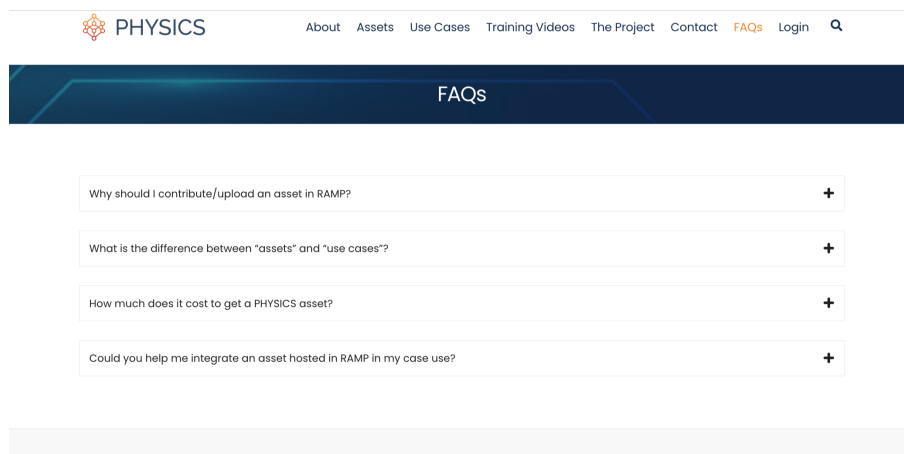 PHYSICS About Assets Use Cases Training Videos The Project Contact FAQs Login
FAQs
Why should I contribute/upload an asset in RAMP?
What is the difference between “assets” and “use cases”?
How much does it cost to get a PHYSICS asset?
Could you help me integrate an asset hosted in RAMP in my case use?